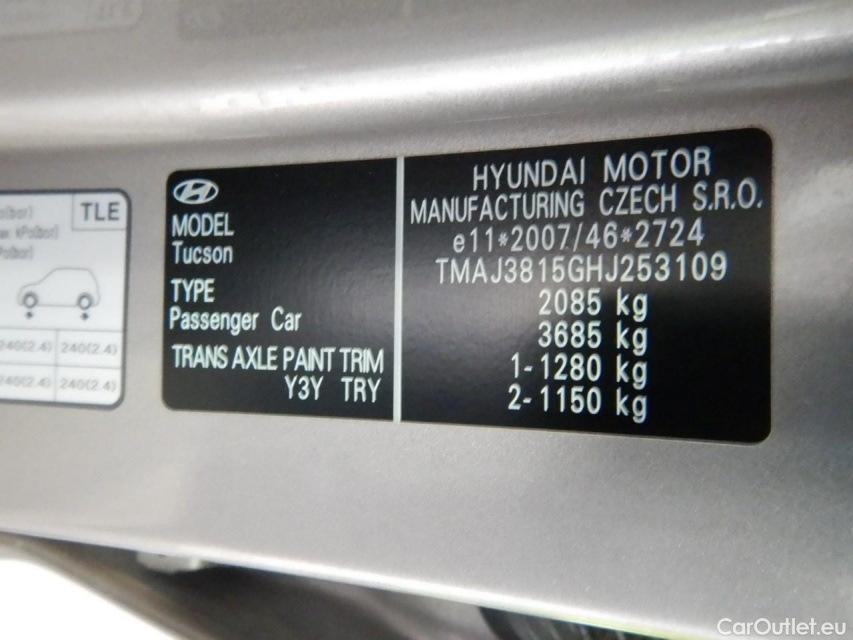 TLE
240(2.4) 240(2.4)
240(2.4) 240(2.4)
MODEL
Tucson
TYPE
Passenger Car
TRANS AXLE PAINT TRIM
Y3Y TRY
HYUNDAI MOTOR
MANUFACTURING CZECH S.R.O.
e11*2007/46*2724
TMAJ3815GHJ253109
2085 kg
3685 kg
1-1280 kg
2-1150 kg
CarOutlet.eu